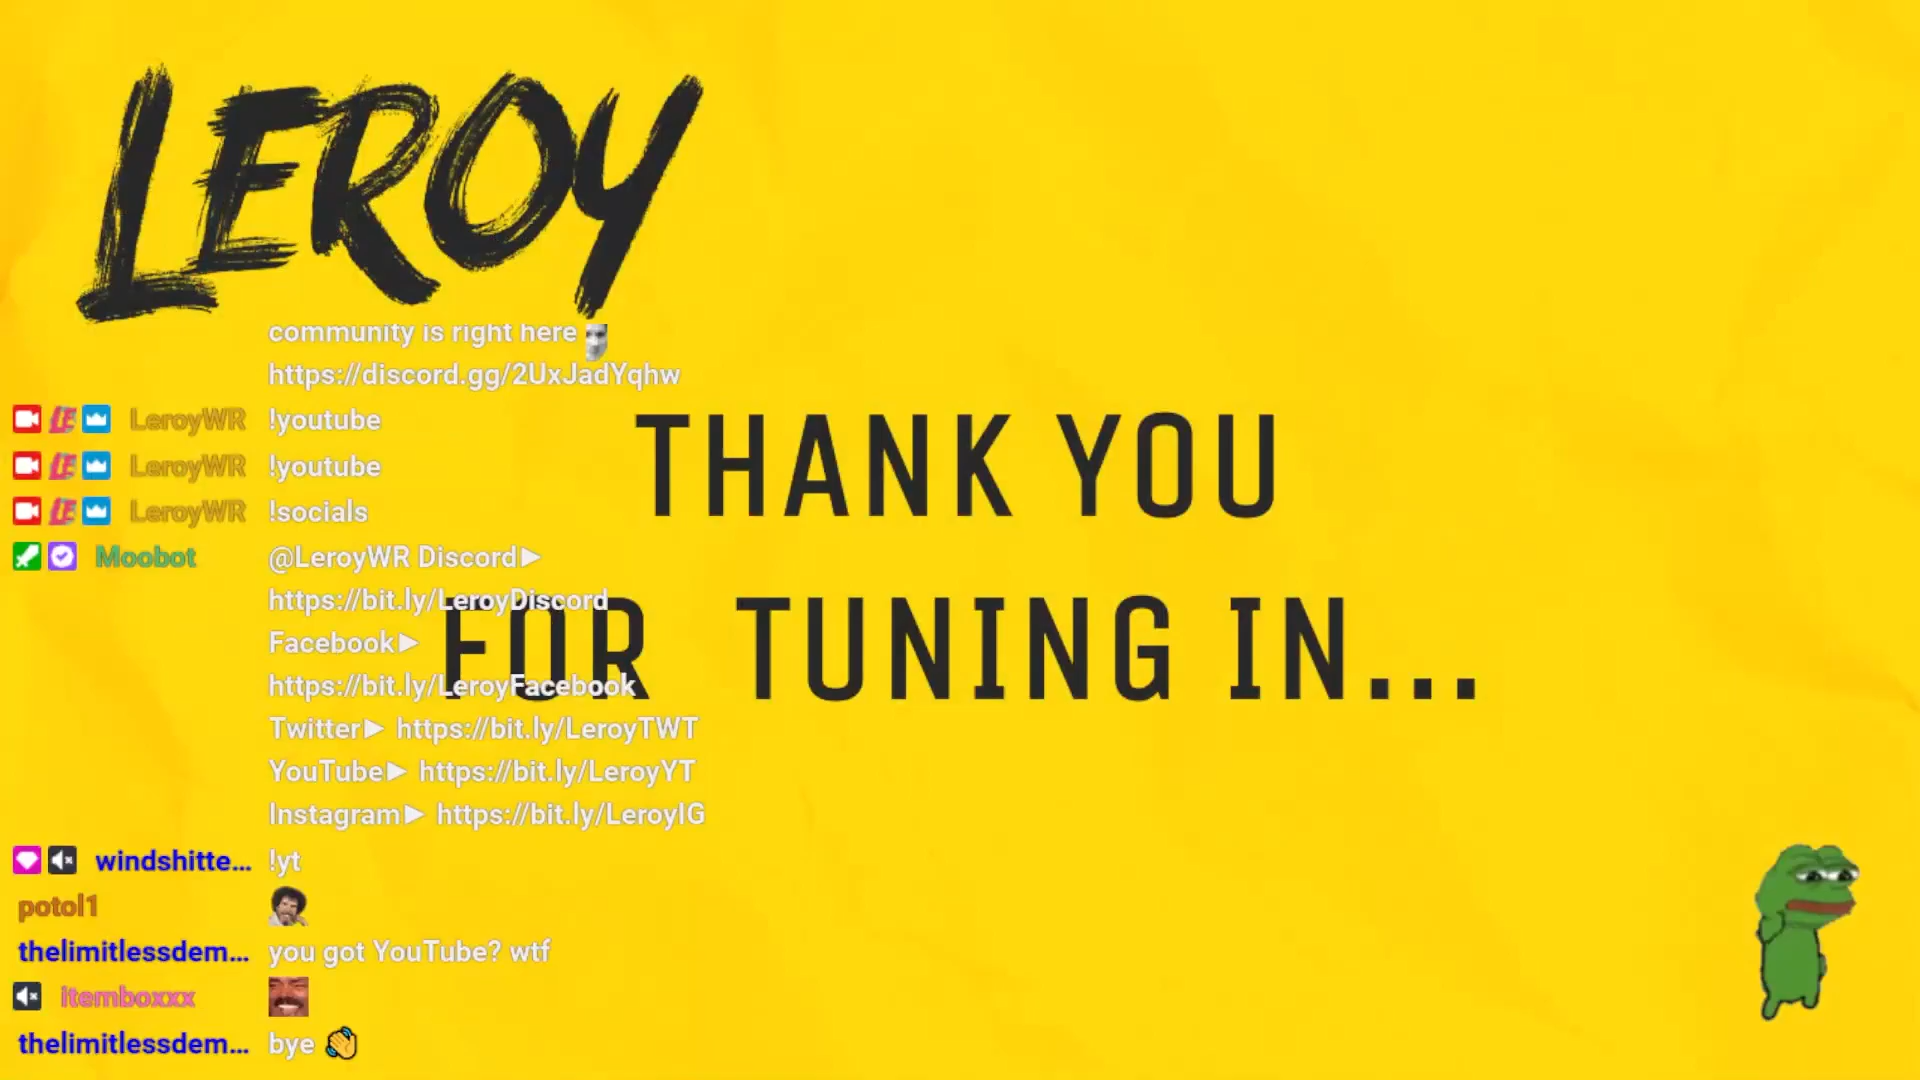 LEROY
community is right here
https://discord.gg/2UxJadYqhw
LeroyWR !youtube
LeroyWR !youtube
LeroyWR !socials
Moobot @LeroyWR Discord►
https://bit.ly/LeroyDiscord
Facebook►
https://bit.ly/LeroyFacebook
Twitter► https://bit.ly/LeroyTWT
YouTube► https://bit.ly/LeroyYT
Instagram► https://bit.ly/LeroyIG
windshitte... !yt
potol1
thelimitlessdem... you got YouTube? wtf
itemboxxx
thelimitlessdem... bye 👋
THANK YOU
FOR TUNING IN...